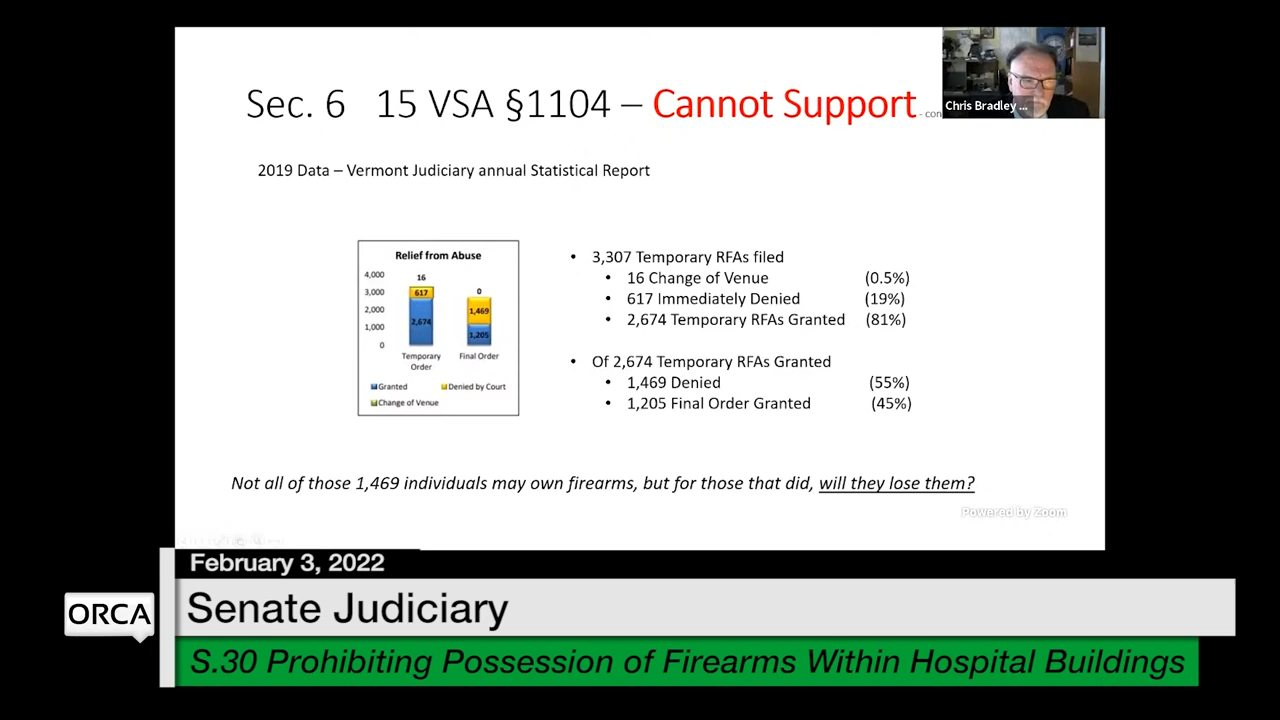 Sec. 6 15 VSA §1104 – Cannot Support - con
Chris Bradley ...
2019 Data – Vermont Judiciary annual Statistical Report
Relief from Abuse
4,000
3,000
2,000
1,000
0
16
617
2,674
0
1,469
1,205
Temporary Order
Final Order
Granted
Denied by Court
Change of Venue
• 3,307 Temporary RFAs filed
• 16 Change of Venue (0.5%)
• 617 Immediately Denied (19%)
• 2,674 Temporary RFAs Granted (81%)
• Of 2,674 Temporary RFAs Granted
• 1,469 Denied (55%)
• 1,205 Final Order Granted (45%)
Not all of those 1,469 individuals may own firearms, but for those that did, will they lose them?
Powered by Zoom
February 3, 2022
ORCA
Senate Judiciary
S.30 Prohibiting Possession of Firearms Within Hospital Buildings